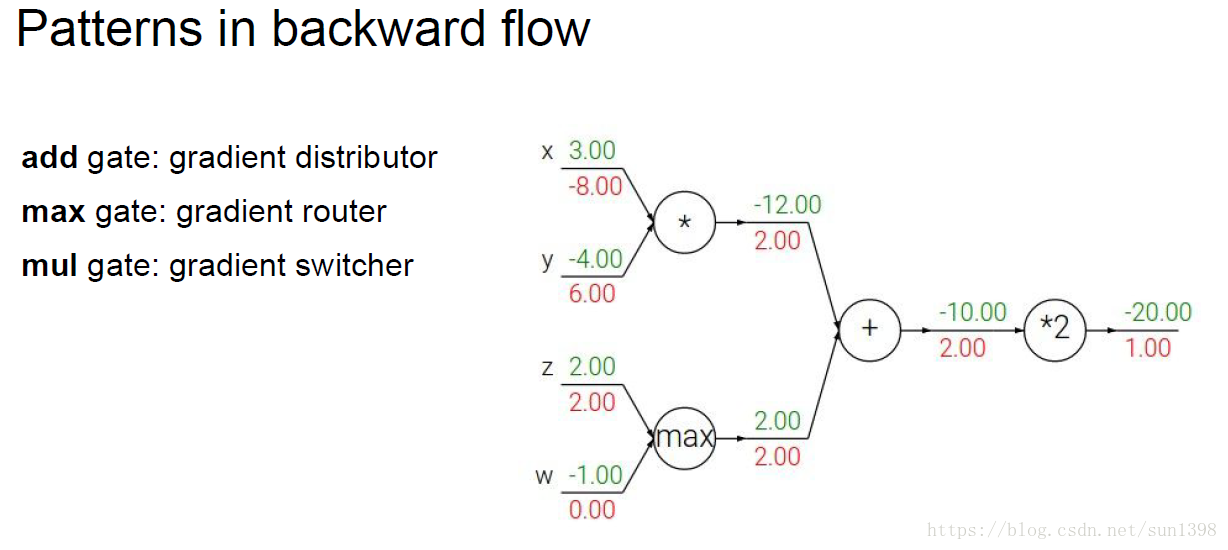 Patterns in backward flow
add gate: gradient distributor
max gate: gradient router
mul gate: gradient switcher
x 3.00
-8.00
*
-12.00
2.00
y -4.00
6.00
+
-10.00
2.00
*2
-20.00
1.00
z 2.00
2.00
max
2.00
2.00
w -1.00
0.00
https://blog.csdn.net/sun1398